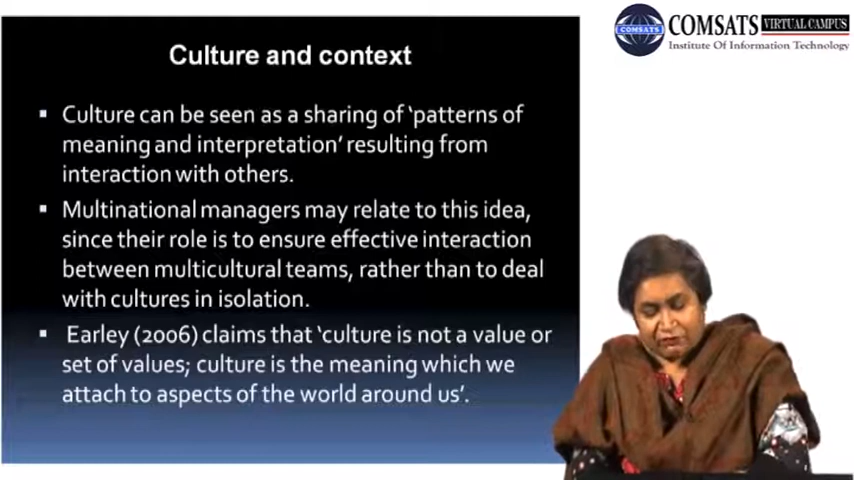 COMSATS VIRTUAL CAMPUS
COMSATS
Institute Of Information Technology
Culture and context
▪ Culture can be seen as a sharing of ‘patterns of
meaning and interpretation’ resulting from
interaction with others.
▪ Multinational managers may relate to this idea,
since their role is to ensure effective interaction
between multicultural teams, rather than to deal
with cultures in isolation.
▪ Earley (2006) claims that ‘culture is not a value or
set of values; culture is the meaning which we
attach to aspects of the world around us’.